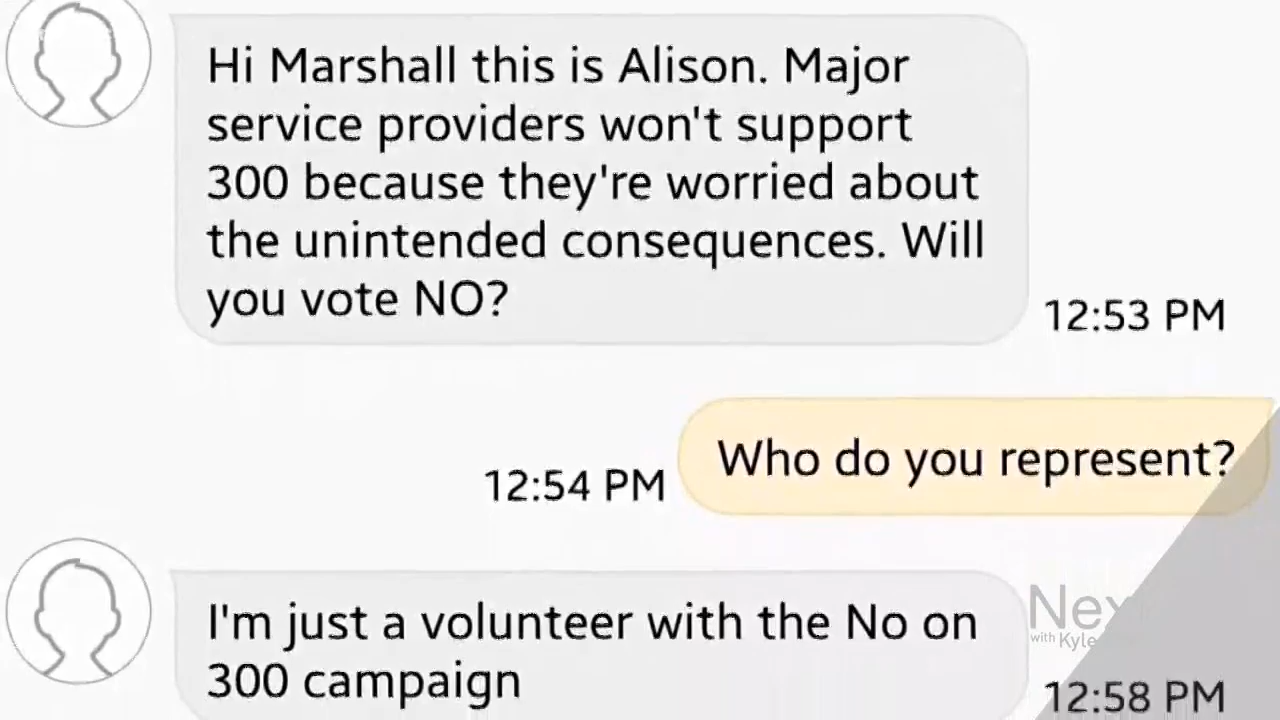 Hi Marshall this is Alison. Major
service providers won't support
300 because they're worried about
the unintended consequences. Will
you vote NO?
12:53 PM
Who do you represent?
12:54 PM
I'm just a volunteer with the No on
300 campaign
12:58 PM
with Kyle